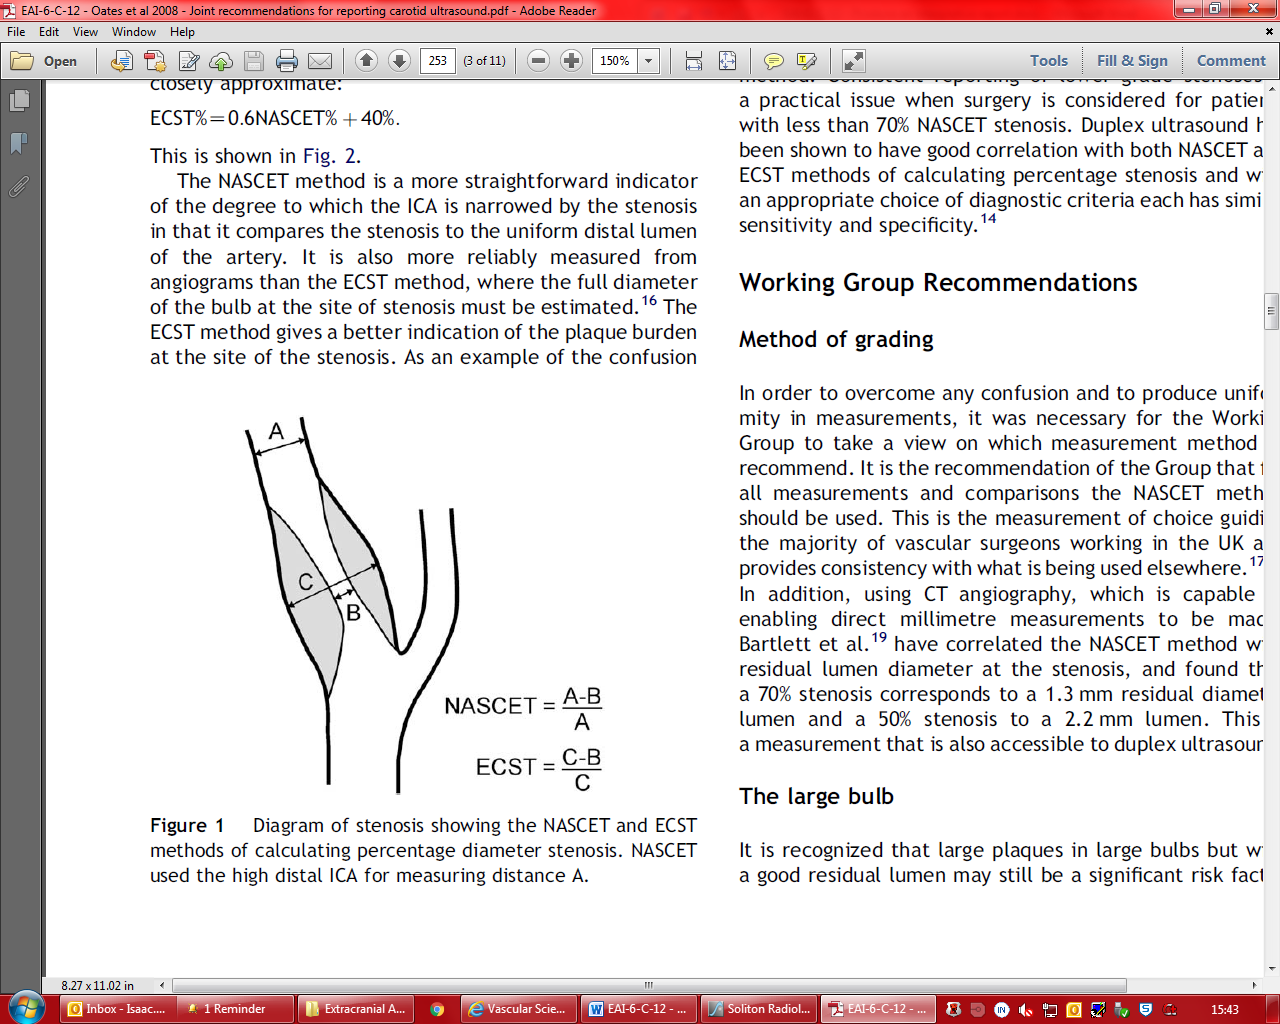 EAI-6-C-12 - Oates et al 2008 - Joint recommendations for reporting carotid ultrasound.pdf - Adobe Reader
File Edit View Window Help
Open 253 (3 of 11) 150% Tools Fill & Sign Comment
closely approximate:
ECST%=0.6NASCET%+40%.
This is shown in Fig. 2.
The NASCET method is a more straightforward indicator
of the degree to which the ICA is narrowed by the stenosis
in that it compares the stenosis to the uniform distal lumen
of the artery. It is also more reliably measured from
angiograms than the ECST method, where the full diameter
of the bulb at the site of stenosis must be estimated.16 The
ECST method gives a better indication of the plaque burden
at the site of the stenosis. As an example of the confusion
A
C
B
NASCET = A-B
A
ECST = C-B
C
Figure 1 Diagram of stenosis showing the NASCET and ECST
methods of calculating percentage diameter stenosis. NASCET
used the high distal ICA for measuring distance A.
method. Consistent reporting of lower grade stenoses
a practical issue when surgery is considered for patien
with less than 70% NASCET stenosis. Duplex ultrasound h
been shown to have good correlation with both NASCET a
ECST methods of calculating percentage stenosis and w
an appropriate choice of diagnostic criteria each has simi
sensitivity and specificity.14
Working Group Recommendations
Method of grading
In order to overcome any confusion and to produce unifo
mity in measurements, it was necessary for the Worki
Group to take a view on which measurement method
recommend. It is the recommendation of the Group that f
all measurements and comparisons the NASCET meth
should be used. This is the measurement of choice guidi
the majority of vascular surgeons working in the UK a
provides consistency with what is being used elsewhere.17
In addition, using CT angiography, which is capable
enabling direct millimetre measurements to be mad
Bartlett et al.19 have correlated the NASCET method w
residual lumen diameter at the stenosis, and found th
a 70% stenosis corresponds to a 1.3 mm residual diamet
lumen and a 50% stenosis to a 2.2 mm lumen. This
a measurement that is also accessible to duplex ultrasoun
The large bulb
It is recognized that large plaques in large bulbs but w
a good residual lumen may still be a significant risk fact
8.27 x 11.02 in
Inbox - Isaac.... 1 Reminder Extracranial A... Vascular Scie... EAI-6-C-12 - ... Soliton Radiol... EAI-6-C-12 - ... 15:43